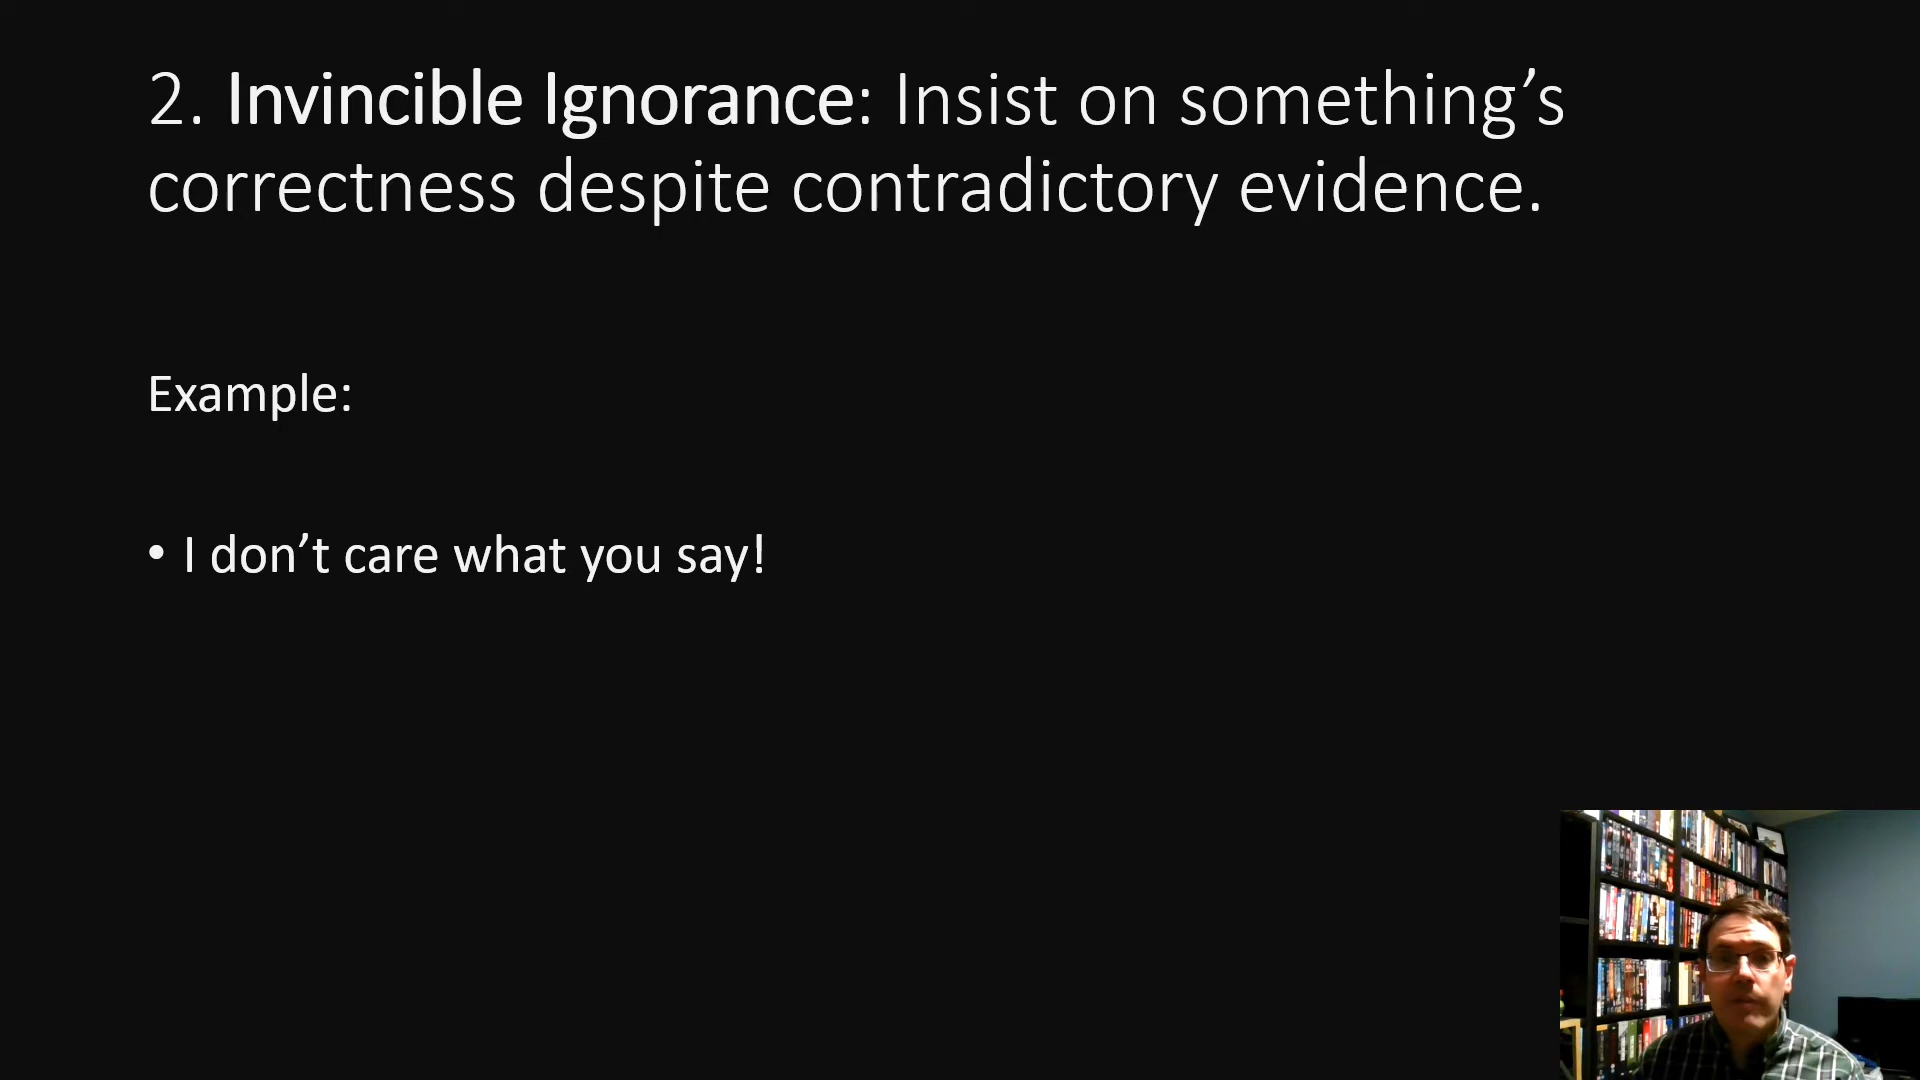 2. Invincible Ignorance: Insist on something’s
correctness despite contradictory evidence.
Example:
• I don’t care what you say!